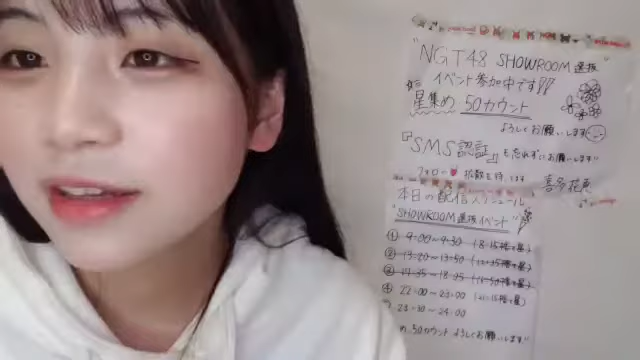 "NGT48 SHOWROOM選抜"
イベント参加中です!!
星集め 50カウント
よろしくお願いします
『SMS認証』も忘れずにお願いします
フォロー 拡散も待ってます
本日の配信スケジュール
"SHOWROOM選抜イベント"
① 9:00~9:30
② 13:20~13:50
③
④ 22:00~23:00
23:30~24:00
50カウント よろしくお願いします